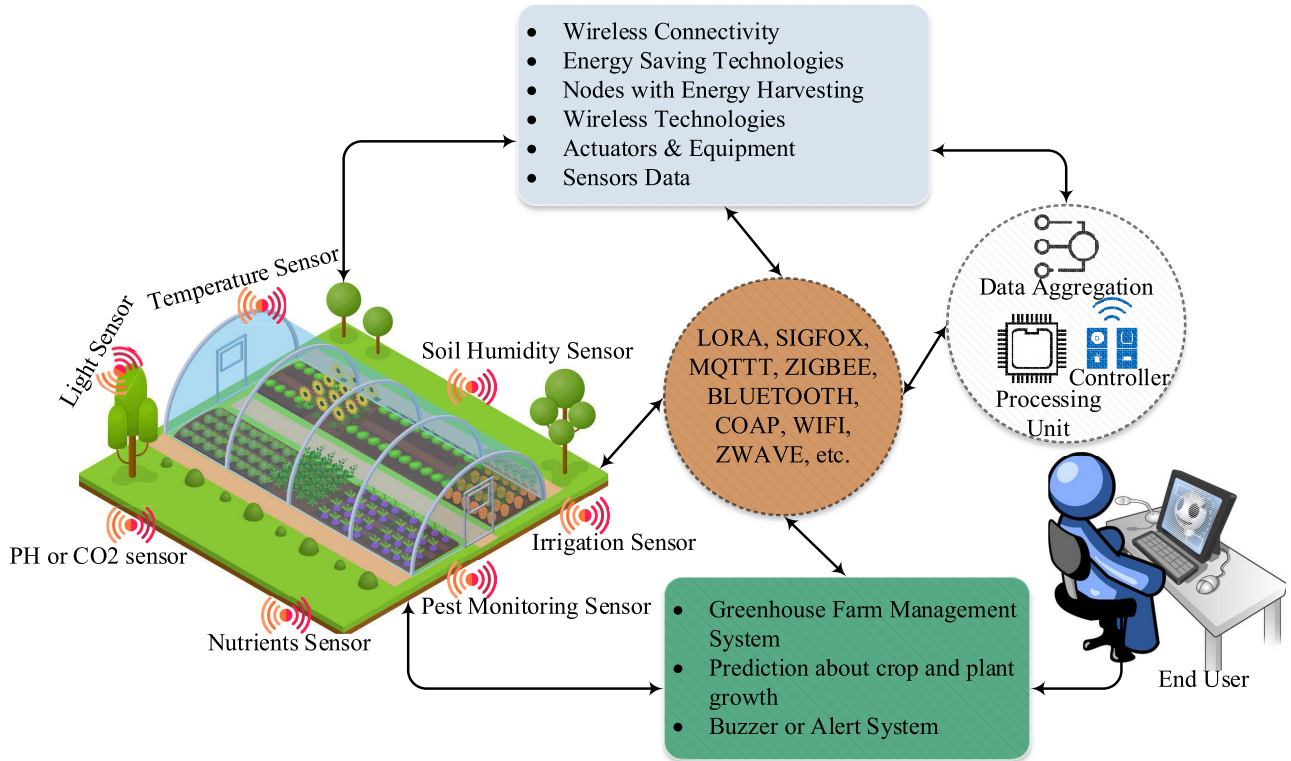 • Wireless Connectivity
• Energy Saving Technologies
• Nodes with Energy Harvesting
• Wireless Technologies
• Actuators & Equipment
• Sensors Data
Temperature Sensor
Light Sensor
Soil Humidity Sensor
PH or CO2 sensor
Nutrients Sensor
Pest Monitoring Sensor
Irrigation Sensor
LORA, SIGFOX,
MQTTT, ZIGBEE,
BLUETOOTH,
COAP, WIFI,
ZWAVE, etc.
Data Aggregation
Controller
Processing
Unit
• Greenhouse Farm Management
System
• Prediction about crop and plant
growth
• Buzzer or Alert System
End User